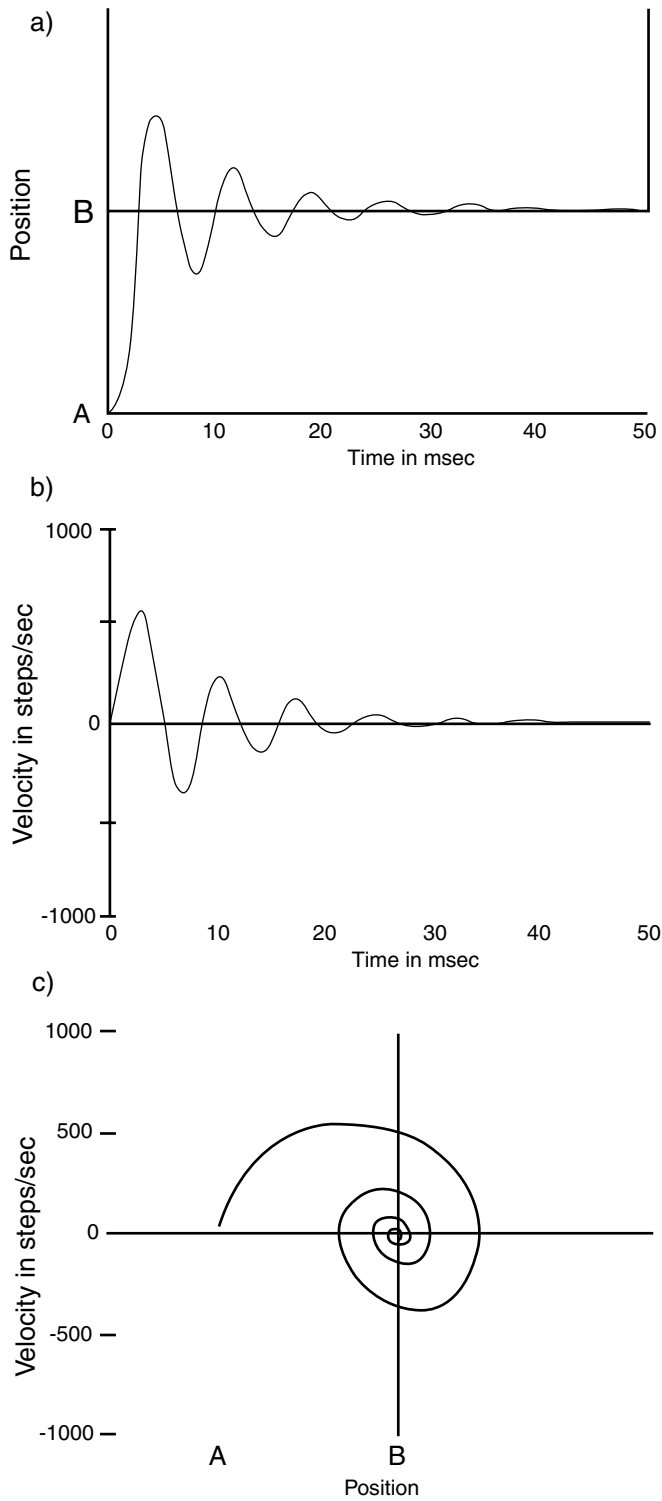 a)
Position
B
A
0 10 20 30 40 50
Time in msec
b)
Velocity in steps/sec
1000
0
-1000
0 10 20 30 40 50
Time in msec
c)
Velocity in steps/sec
1000
500
0
-500
-1000
A B
Position